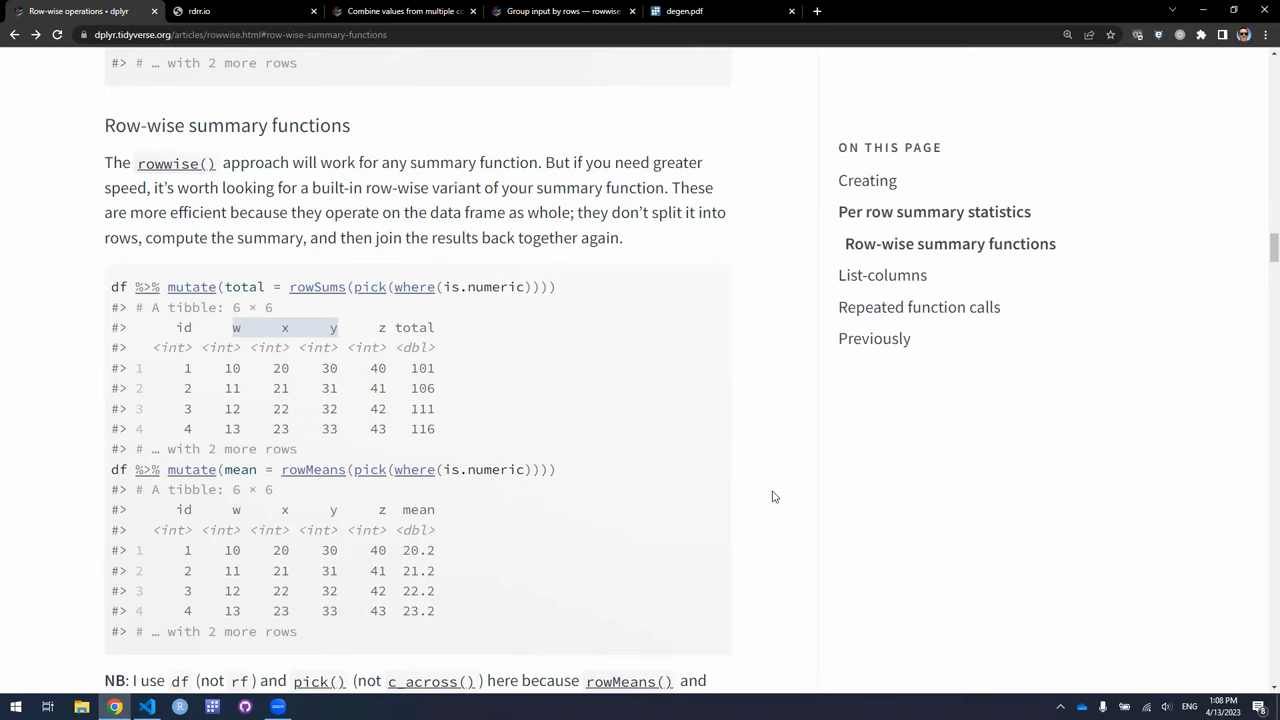 Row-wise operations • dplyr
rdrr.io
Combine values from multiple co
Group input by rows — rowwise •
degen.pdf
dplyr.tidyverse.org/articles/rowwise.html#row-wise-summary-functions
#> # … with 2 more rows
Row-wise summary functions
The rowwise() approach will work for any summary function. But if you need greater
speed, it's worth looking for a built-in row-wise variant of your summary function. These
are more efficient because they operate on the data frame as whole; they don't split it into
rows, compute the summary, and then join the results back together again.
df %>% mutate(total = rowSums(pick(where(is.numeric))))
#> # A tibble: 6 × 6
#> id w x y z total
#> <int> <int> <int> <int> <int> <dbl>
#> 1 1 10 20 30 40 101
#> 2 2 11 21 31 41 106
#> 3 3 12 22 32 42 111
#> 4 4 13 23 33 43 116
#> # … with 2 more rows
df %>% mutate(mean = rowMeans(pick(where(is.numeric))))
#> # A tibble: 6 × 6
#> id w x y z mean
#> <int> <int> <int> <int> <int> <dbl>
#> 1 1 10 20 30 40 20.2
#> 2 2 11 21 31 41 21.2
#> 3 3 12 22 32 42 22.2
#> 4 4 13 23 33 43 23.2
#> # … with 2 more rows
NB: I use df (not rf) and pick() (not c_across()) here because rowMeans() and
ON THIS PAGE
Creating
Per row summary statistics
Row-wise summary functions
List-columns
Repeated function calls
Previously
ENG
1:08 PM
4/13/2023